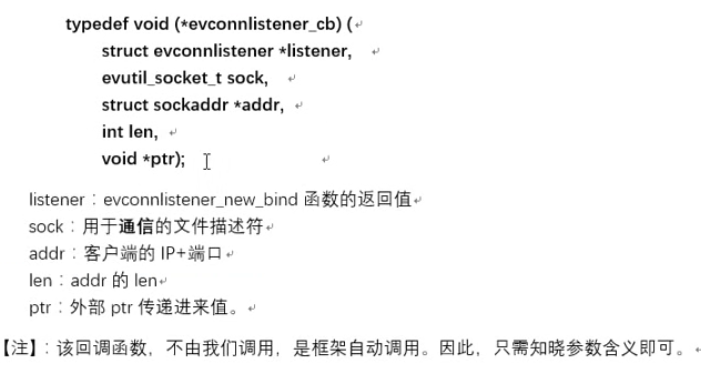 typedef void (*evconnlistener_cb) (
struct evconnlistener *listener,
evutil_socket_t sock,
struct sockaddr *addr,
int len,
void *ptr);
listener：evconnlistener_new_bind 函数的返回值
sock：用于通信的文件描述符
addr：客户端的 IP+端口
len：addr 的 len
ptr：外部 ptr 传递进来值。
【注】：该回调函数，不由我们调用，是框架自动调用。因此，只需知晓参数含义即可。